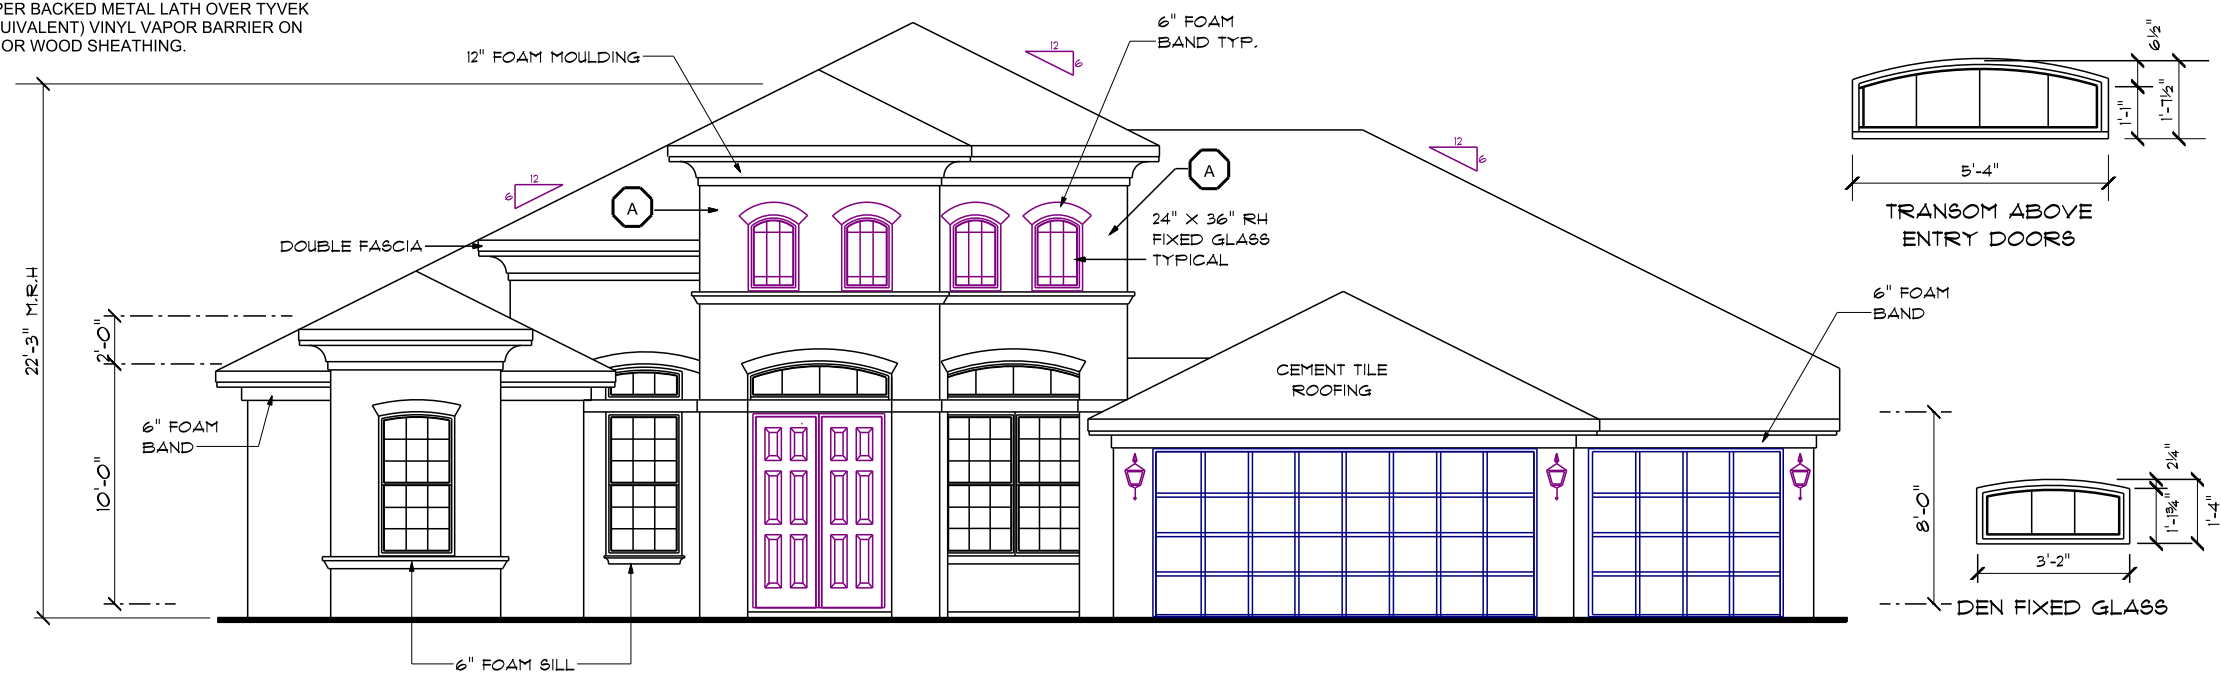 PER BACKED METAL LATH OVER TYVEK
UIVALENT) VINYL VAPOR BARRIER ON
OR WOOD SHEATHING.
12" FOAM MOULDING
6" FOAM
BAND TYP.
12
6
12
6
12
6
A
A
24" X 36" RH
FIXED GLASS
TYPICAL
DOUBLE FASCIA
22'-3" M.R.H
2'-0"
10'-0"
6" FOAM
BAND
CEMENT TILE
ROOFING
6" FOAM
BAND
6" FOAM SILL
8'-0"
6½"
1'-1"
1'-7½"
5'-4"
TRANSOM ABOVE
ENTRY DOORS
2¼"
1'-1¾"
1'-4"
3'-2"
DEN FIXED GLASS